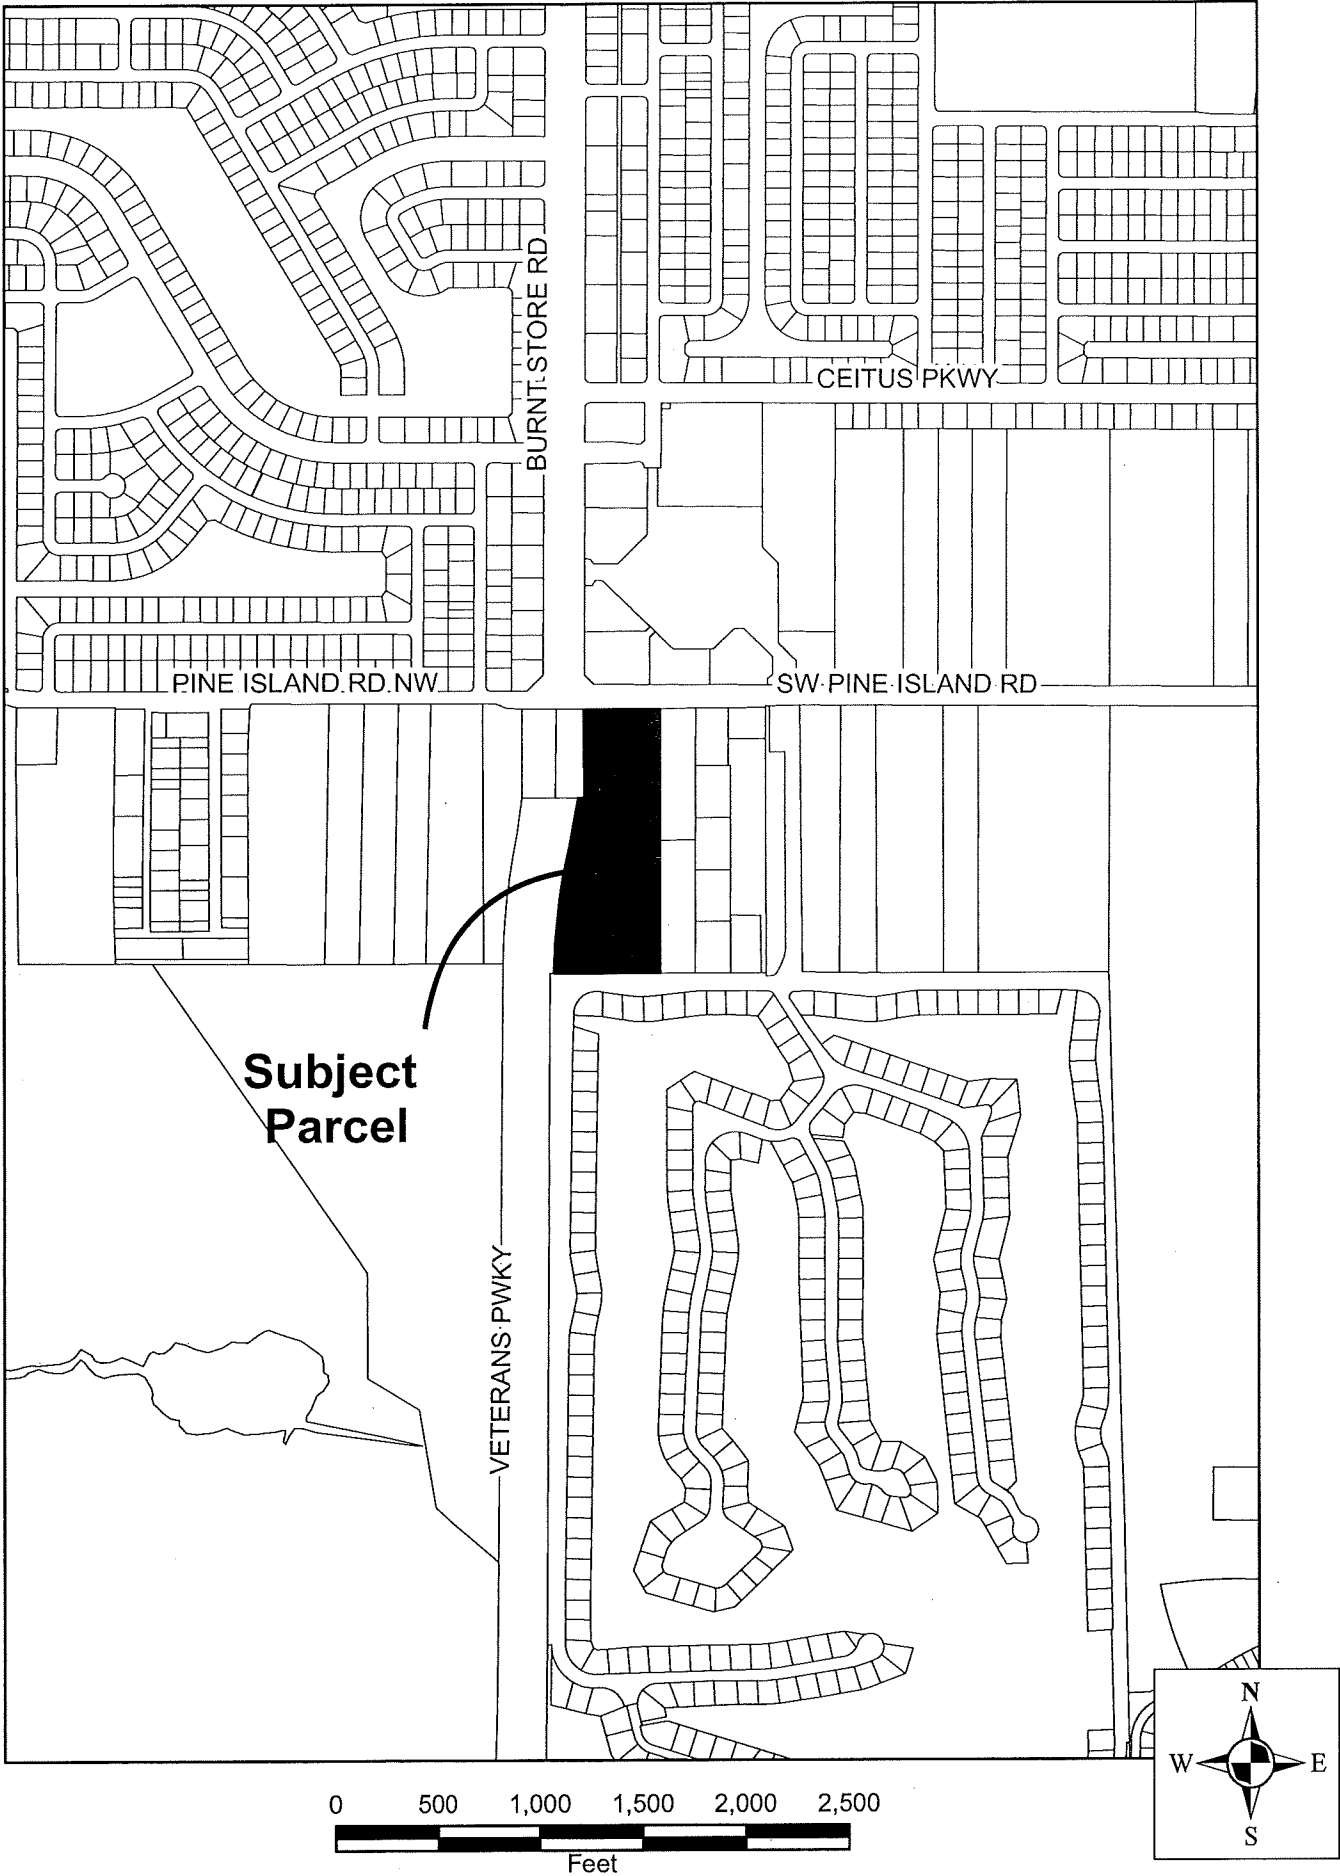 BURNT STORE RD
CEITUS PKWY
PINE ISLAND RD NW
SW PINE ISLAND RD
Subject
Parcel
VETERANS PWKY
N
W E
S
0 500 1,000 1,500 2,000 2,500
Feet